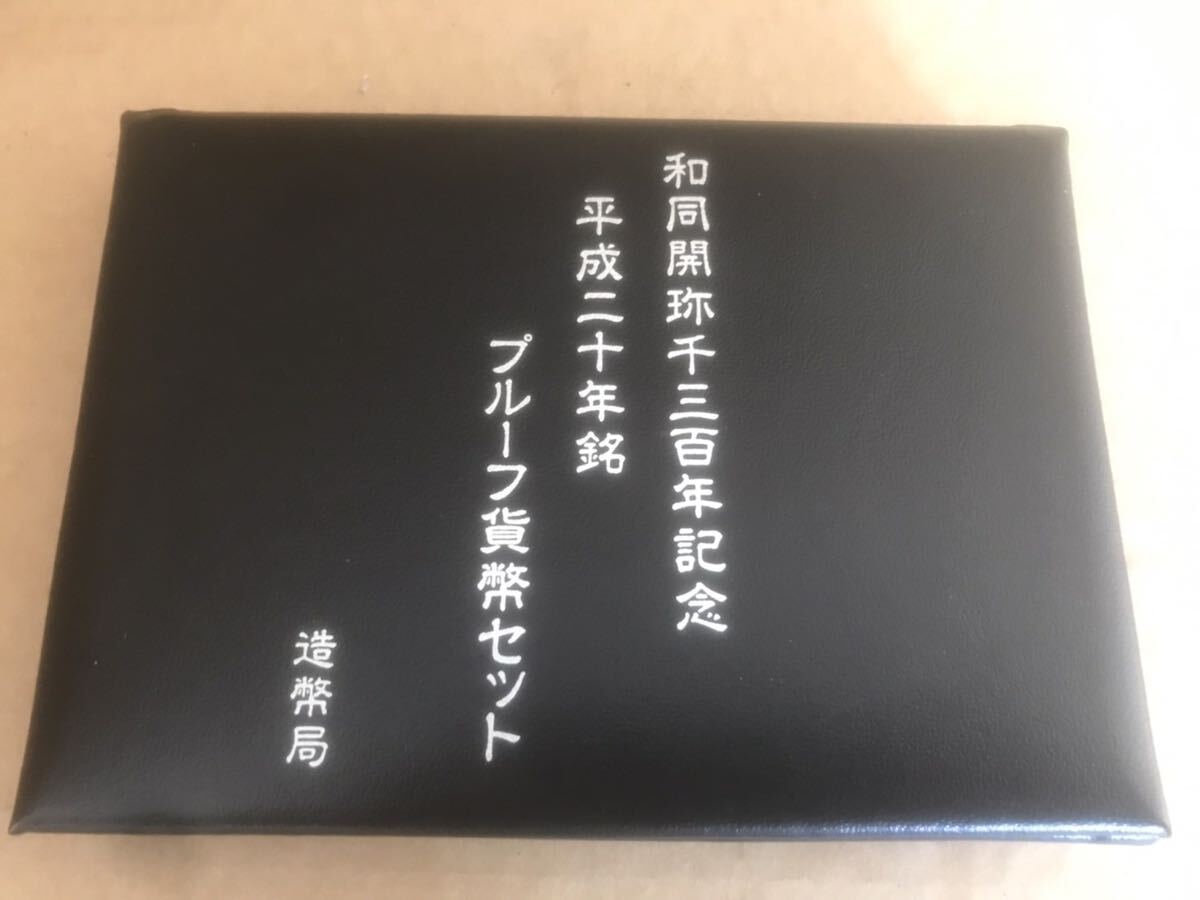 和同開珎千三百年記念
平成二十年銘
プルーフ貨幣セット
造幣局